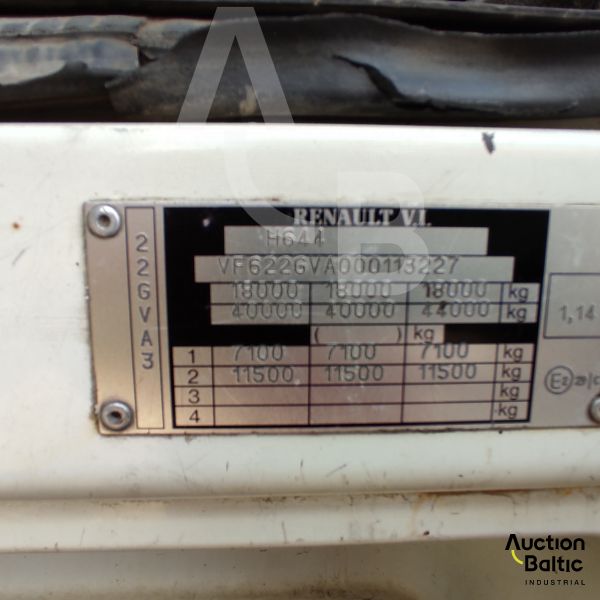 RENAULT V.I.
H644
VF622GVA000113227
18000 18000 18000 kg
40000 40000 44000 kg
( ) kg
1 7100 7100 7100 kg
2 11500 11500 11500 kg
3 kg
4 kg
22GVA3
1,14
Auction
Baltic
INDUSTRIAL